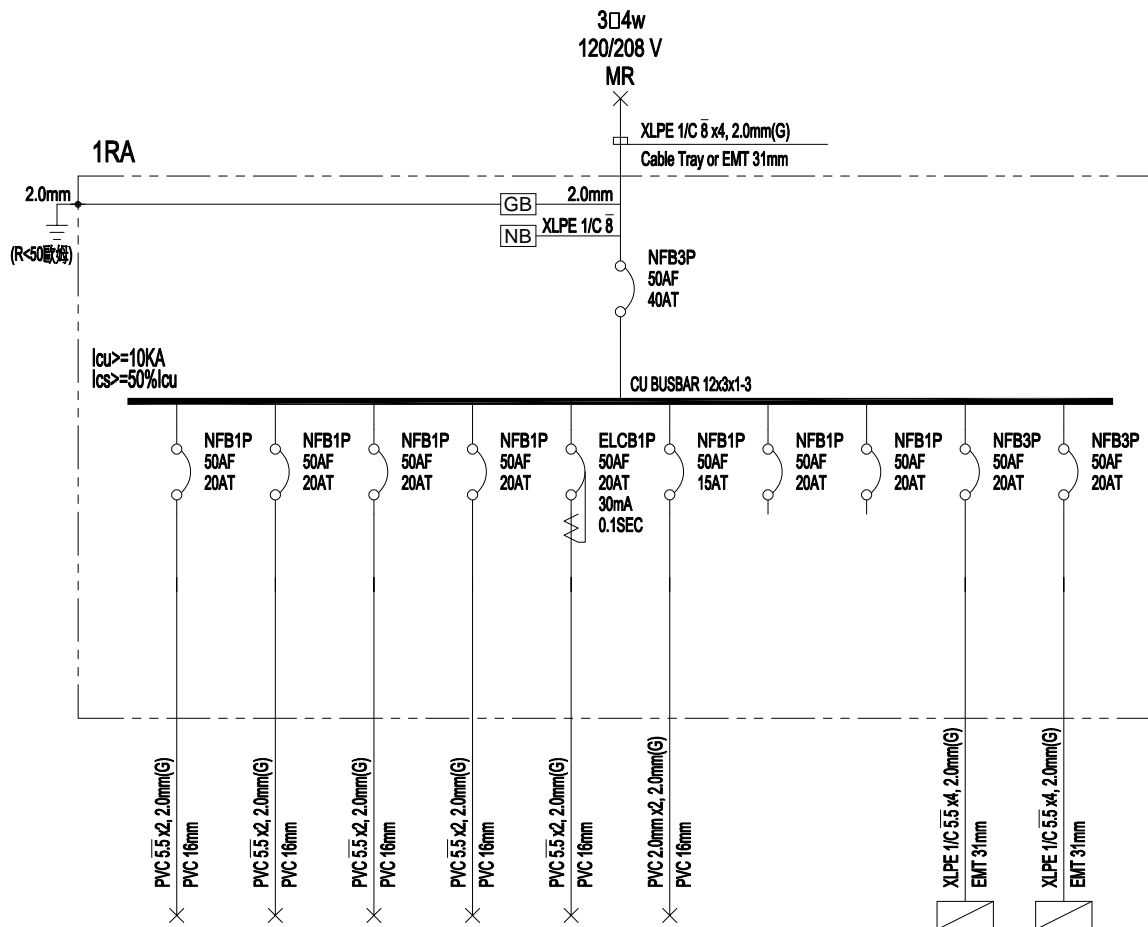 3□4w
120/208 V
MR
XLPE 1/C 8 x4, 2.0mm(G)
Cable Tray or EMT 31mm
1RA
2.0mm
GB
2.0mm
NB
XLPE 1/C 8
(R<50歐姆)
NFB3P
50AF
40AT
Icu>=10KA
Ics>=50%Icu
CU BUSBAR 12x3x1-3
NFB1P
50AF
20AT
NFB1P
50AF
20AT
NFB1P
50AF
20AT
NFB1P
50AF
20AT
ELCB1P
50AF
20AT
30mA
0.1SEC
NFB1P
50AF
15AT
NFB1P
50AF
20AT
NFB1P
50AF
20AT
NFB3P
50AF
20AT
NFB3P
50AF
20AT
PVC 5.5 x2, 2.0mm(G)
PVC 16mm
PVC 5.5 x2, 2.0mm(G)
PVC 16mm
PVC 5.5 x2, 2.0mm(G)
PVC 16mm
PVC 5.5 x2, 2.0mm(G)
PVC 16mm
PVC 5.5 x2, 2.0mm(G)
PVC 16mm
PVC 2.0mm x2, 2.0mm(G)
PVC 16mm
XLPE 1/C 5.5 x4, 2.0mm(G)
EMT 31mm
XLPE 1/C 5.5 x4, 2.0mm(G)
EMT 31mm